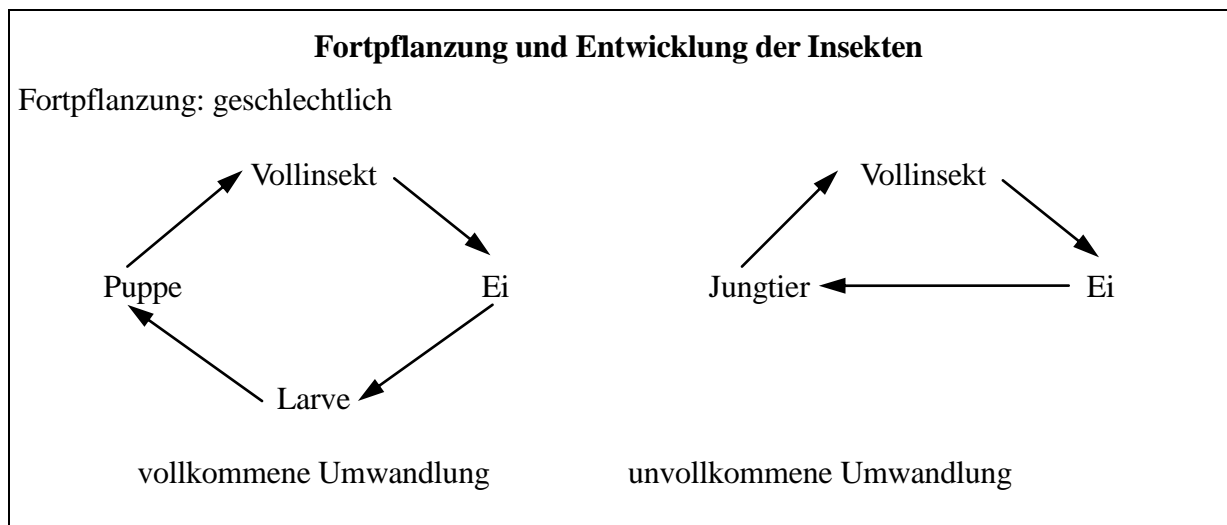 Fortpflanzung und Entwicklung der Insekten
Fortpflanzung: geschlechtlich
Vollinsekt
Puppe
Ei
Larve
vollkommene Umwandlung
Vollinsekt
Jungtier
Ei
unvollkommene Umwandlung